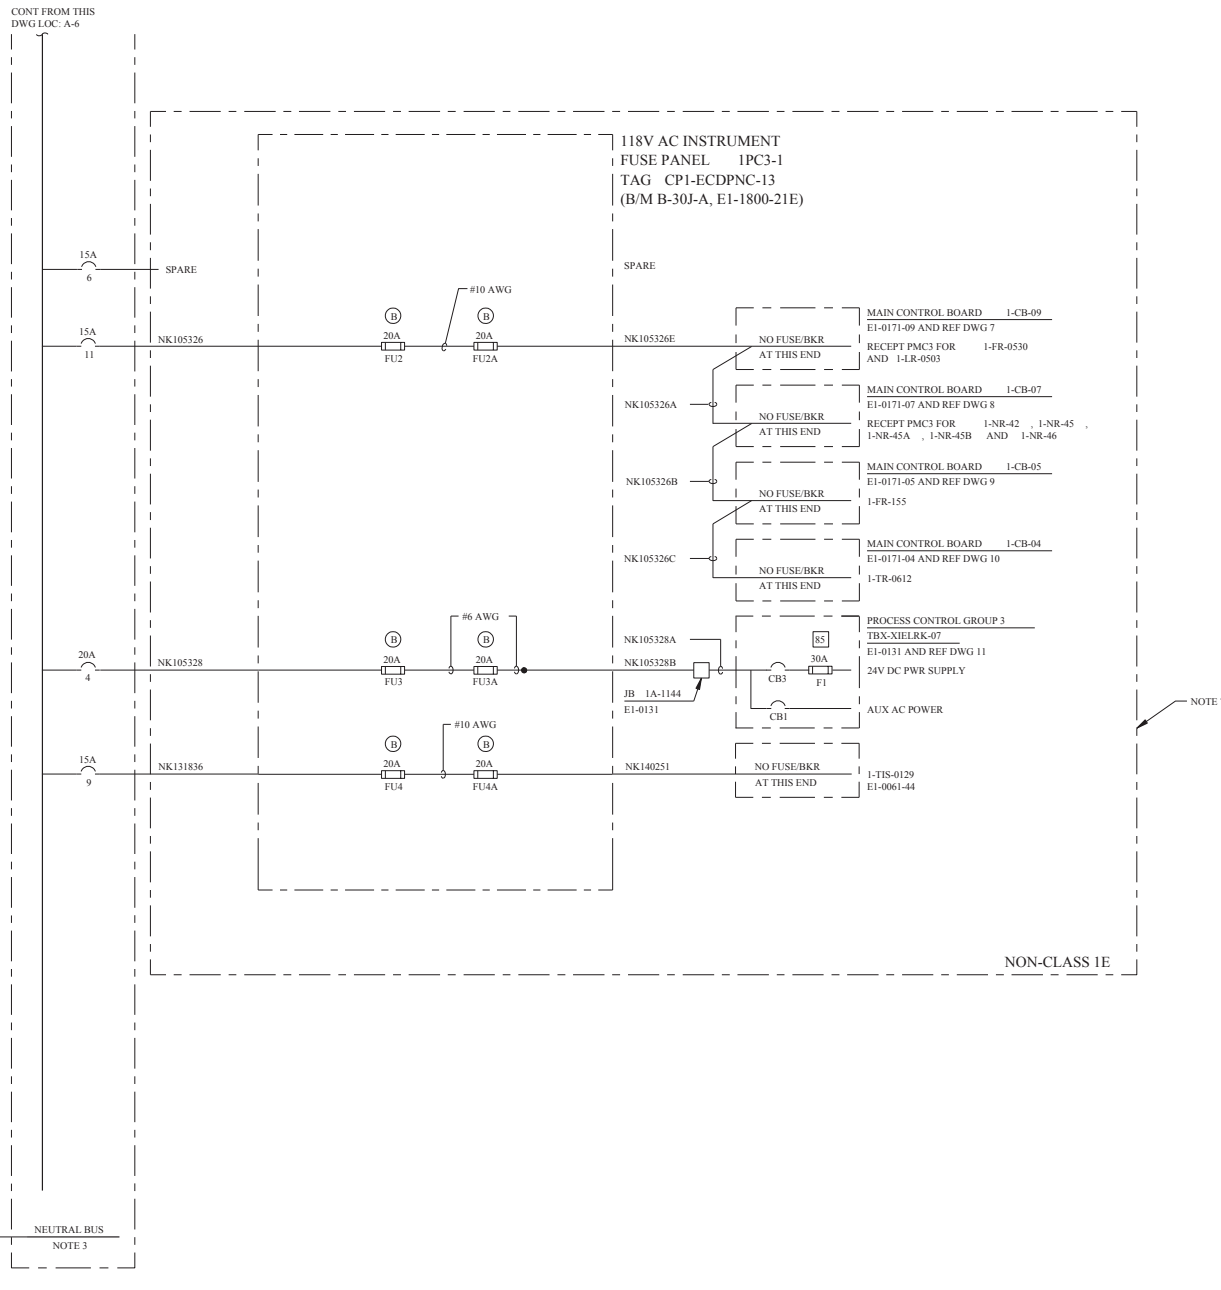 CONT FROM THIS
DWG LOC: A-6
118V AC INSTRUMENT
FUSE PANEL 1PC3-1
TAG CP1-ECDPNC-13
(B/M B-30J-A, E1-1800-21E)
15A
6
SPARE
SPARE
#10 AWG
15A
11
NK105326
B
20A
FU2
B
20A
FU2A
NK105326E
NO FUSE/BKR
AT THIS END
MAIN CONTROL BOARD 1-CB-09
E1-0171-09 AND REF DWG 7
RECEPT PMC3 FOR 1-FR-0530
AND 1-LR-0503
NK105326A
NO FUSE/BKR
AT THIS END
MAIN CONTROL BOARD 1-CB-07
E1-0171-07 AND REF DWG 8
RECEPT PMC3 FOR 1-NR-42 , 1-NR-45 ,
1-NR-45A , 1-NR-45B AND 1-NR-46
NK105326B
NO FUSE/BKR
AT THIS END
MAIN CONTROL BOARD 1-CB-05
E1-0171-05 AND REF DWG 9
1-FR-155
NK105326C
NO FUSE/BKR
AT THIS END
MAIN CONTROL BOARD 1-CB-04
E1-0171-04 AND REF DWG 10
1-TR-0612
#6 AWG
20A
4
NK105328
B
20A
FU3
B
20A
FU3A
NK105328A
NK105328B
JB 1A-1144
E1-0131
CB3
85
30A
F1
CB1
PROCESS CONTROL GROUP 3
TBX-XIELRK-07
E1-0131 AND REF DWG 11
24V DC PWR SUPPLY
AUX AC POWER
NOTE
#10 AWG
15A
9
NK131836
B
20A
FU4
B
20A
FU4A
NK140251
NO FUSE/BKR
AT THIS END
1-TIS-0129
E1-0061-44
NON-CLASS 1E
NEUTRAL BUS
NOTE 3